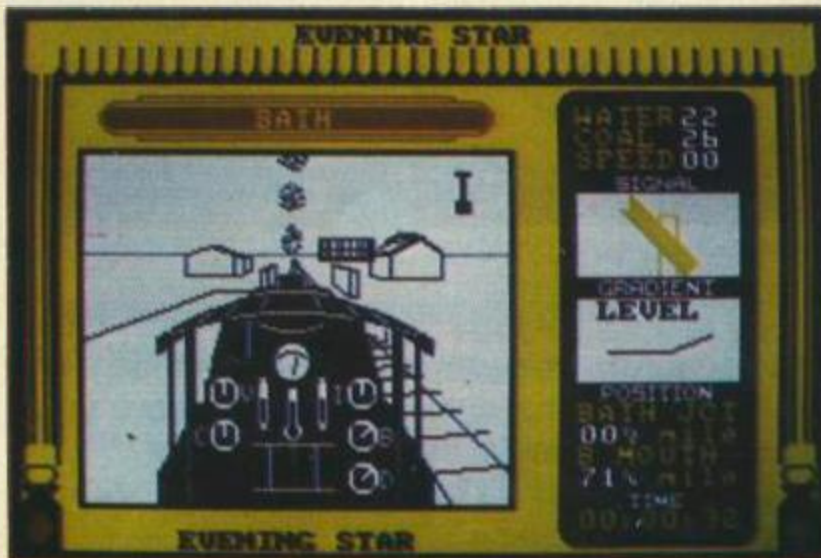 EVENING STAR
BATH
WATER 22
COAL 26
SPEED 00
SIGNAL
GRADIENT
LEVEL
POSITION
BATH JCT
00¼ mile
B MOUTH
71¼ mile
TIME
EVENING STAR